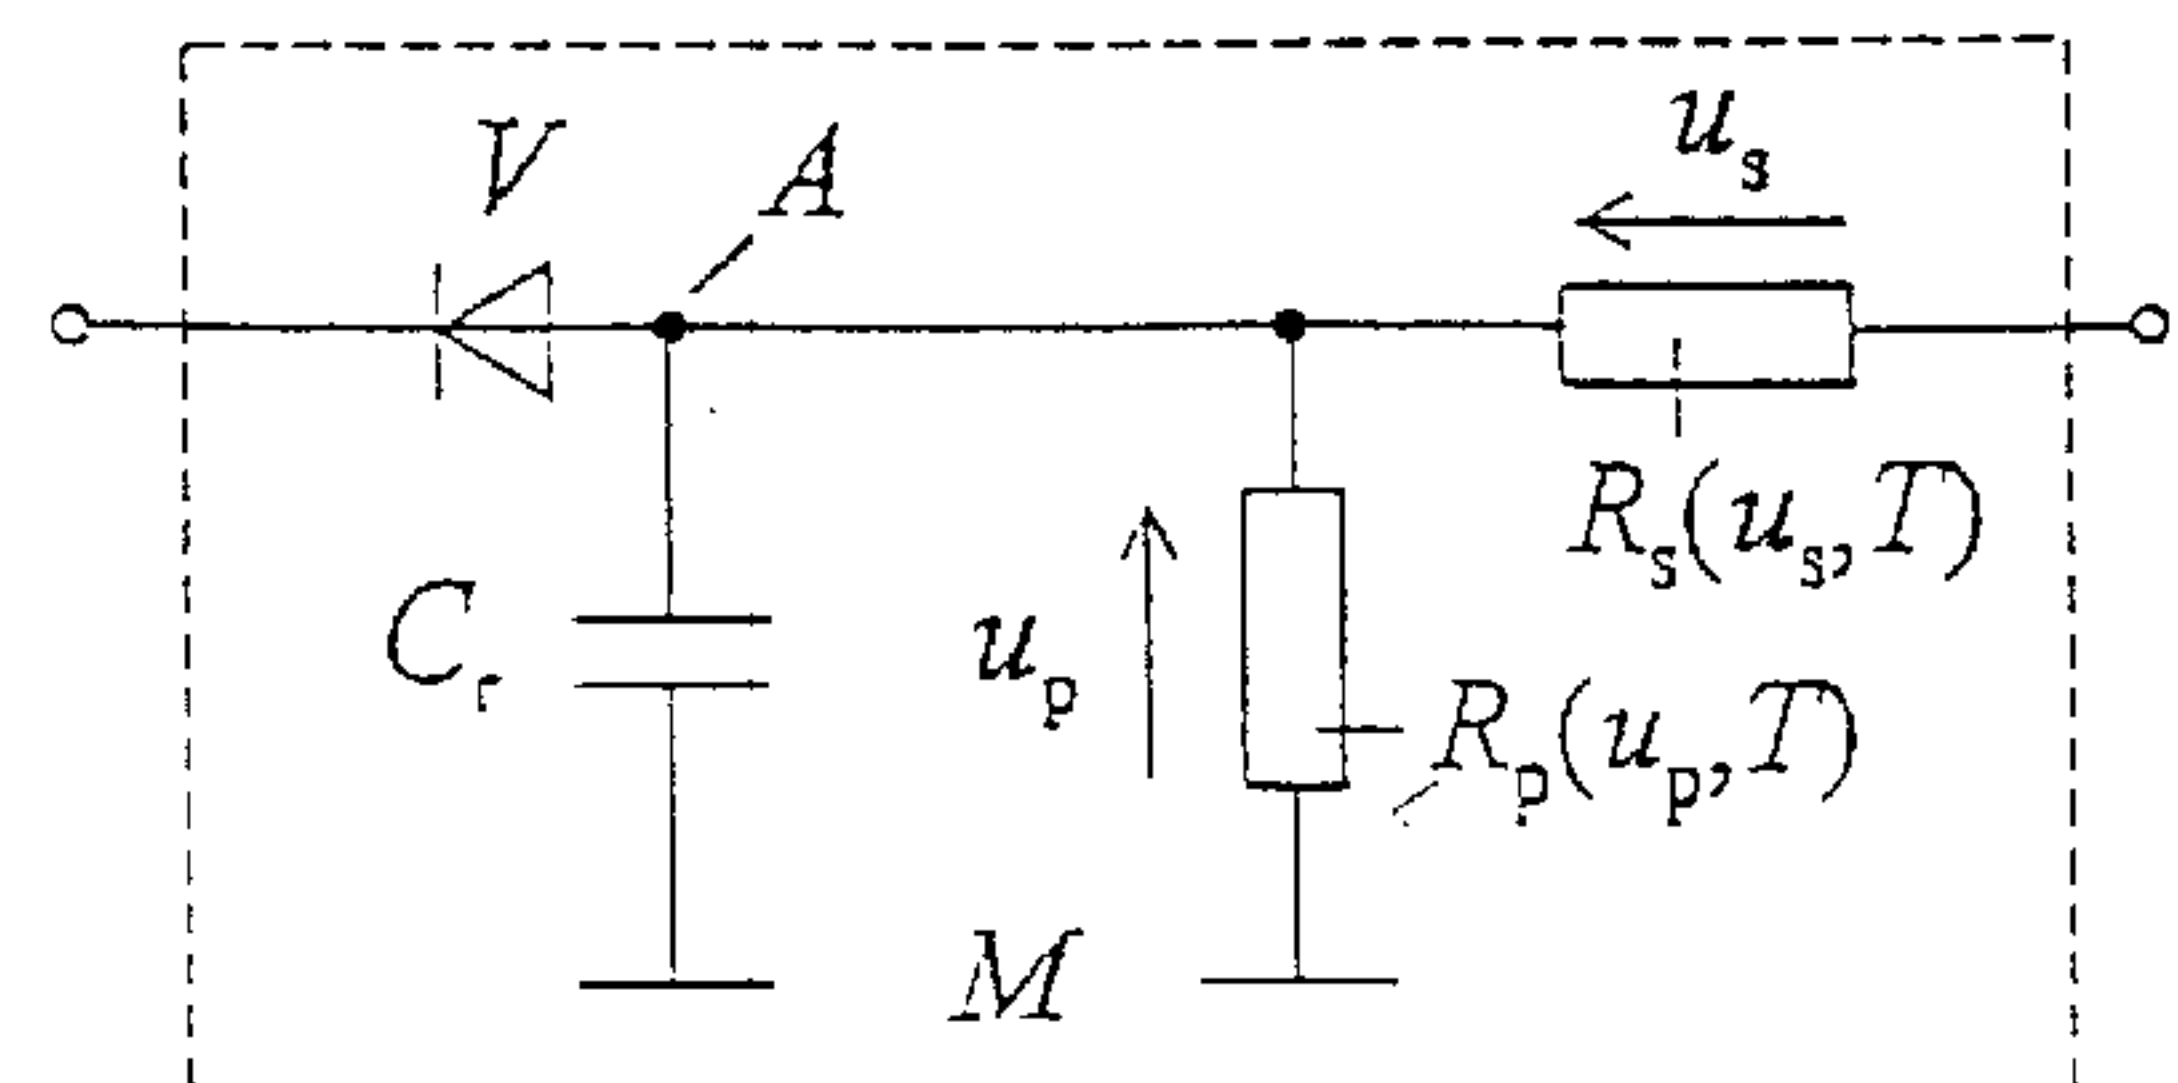 V
A
u_s
R_s(u_s,T)
C_r
u_p
R_p(u_p,T)
M